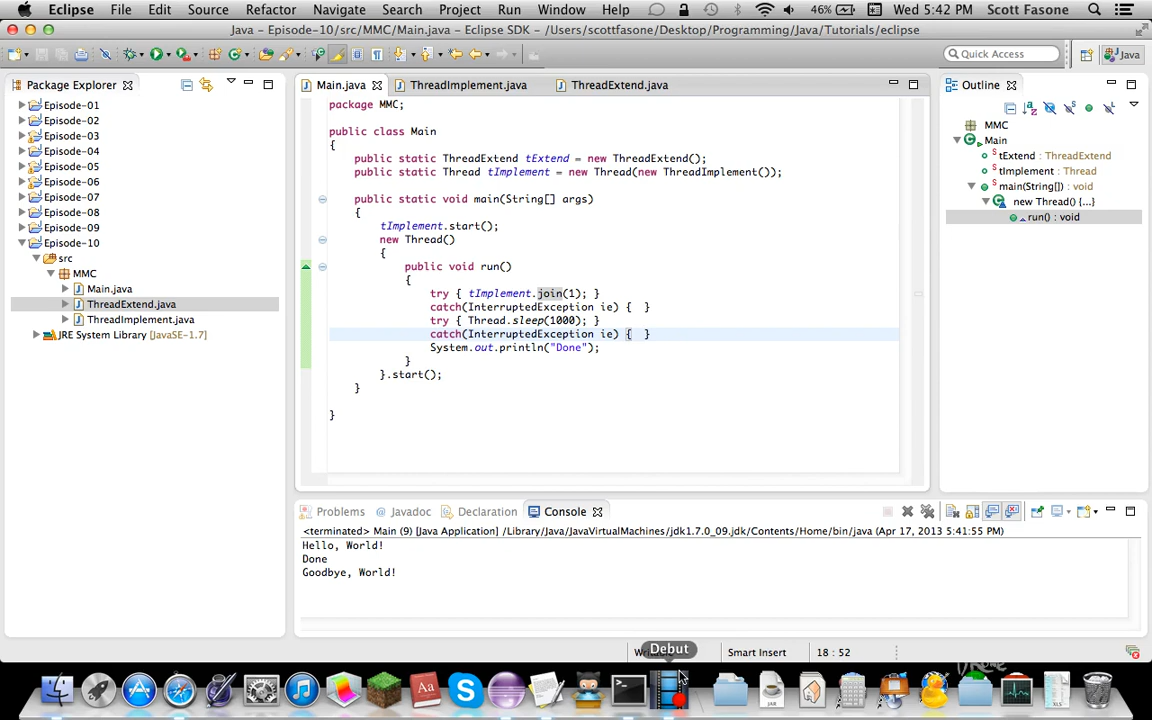 Eclipse File Edit Source Refactor Navigate Search Project Run Window Help 46% Wed 5:42 PM Scott Fasone
Java – Episode-10/src/MMC/Main.java – Eclipse SDK – /Users/scottfasone/Desktop/Programming/Java/Tutorials/eclipse
Quick Access Java
Package Explorer
Episode-01
Episode-02
Episode-03
Episode-04
Episode-05
Episode-06
Episode-07
Episode-08
Episode-09
Episode-10
src
MMC
Main.java
ThreadExtend.java
ThreadImplement.java
JRE System Library [JavaSE-1.7]
Main.java ThreadImplement.java ThreadExtend.java
package MMC;
public class Main
{
public static ThreadExtend tExtend = new ThreadExtend();
public static Thread tImplement = new Thread(new ThreadImplement());
public static void main(String[] args)
{
tImplement.start();
new Thread()
{
public void run()
{
try { tImplement.join(1); }
catch(InterruptedException ie) { }
try { Thread.sleep(1000); }
catch(InterruptedException ie) { }
System.out.println("Done");
}
}.start();
}
}
Outline
MMC
Main
tExtend : ThreadExtend
tImplement : Thread
main(String[]) : void
new Thread() {...}
run() : void
Problems Javadoc Declaration Console
<terminated> Main (9) [Java Application] /Library/Java/JavaVirtualMachines/jdk1.7.0_09.jdk/Contents/Home/bin/java (Apr 17, 2013 5:41:55 PM)
Hello, World!
Done
Goodbye, World!
Smart Insert 18 : 52
Debut